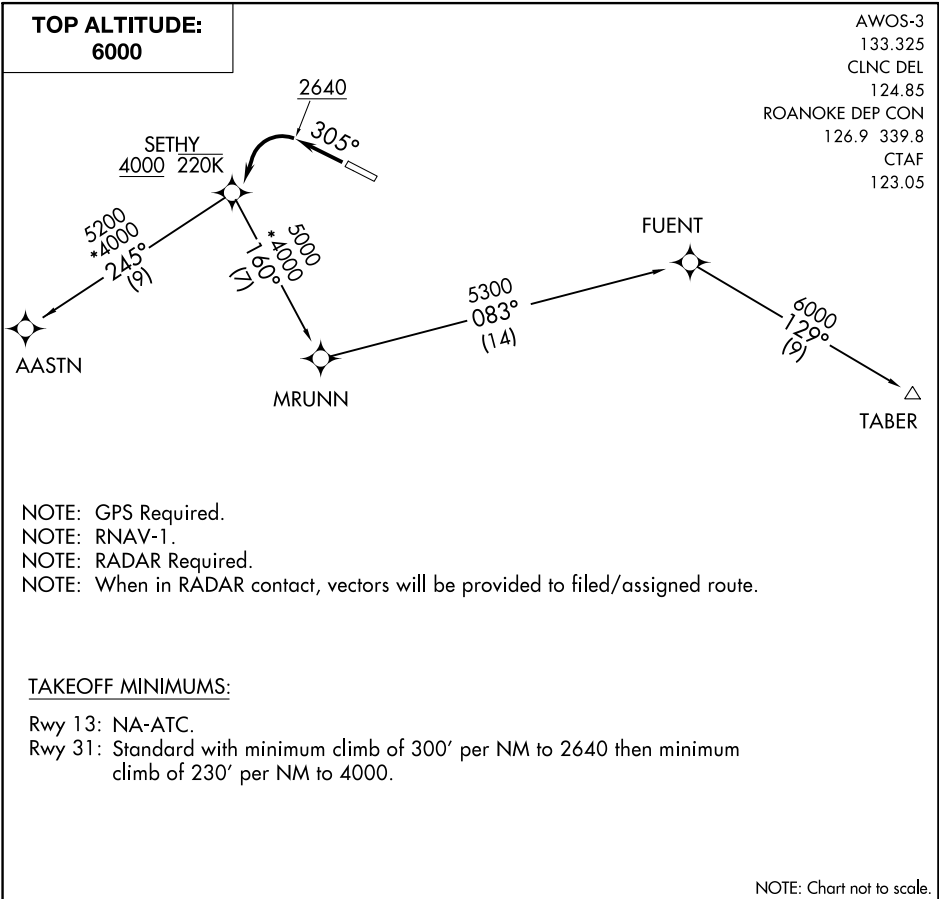 TOP ALTITUDE:
6000
AWOS-3
133.325
CLNC DEL
124.85
ROANOKE DEP CON
126.9 339.8
CTAF
123.05
2640
305°
SETHY
4000 220K
5200
*4000
245°
(9)
5000
*4000
160°
(7)
AASTN
MRUNN
5300
083°
(14)
FUENT
6000
129°
(9)
TABER
NOTE: GPS Required.
NOTE: RNAV-1.
NOTE: RADAR Required.
NOTE: When in RADAR contact, vectors will be provided to filed/assigned route.
TAKEOFF MINIMUMS:
Rwy 13: NA-ATC.
Rwy 31: Standard with minimum climb of 300' per NM to 2640 then minimum
climb of 230' per NM to 4000.
NOTE: Chart not to scale.